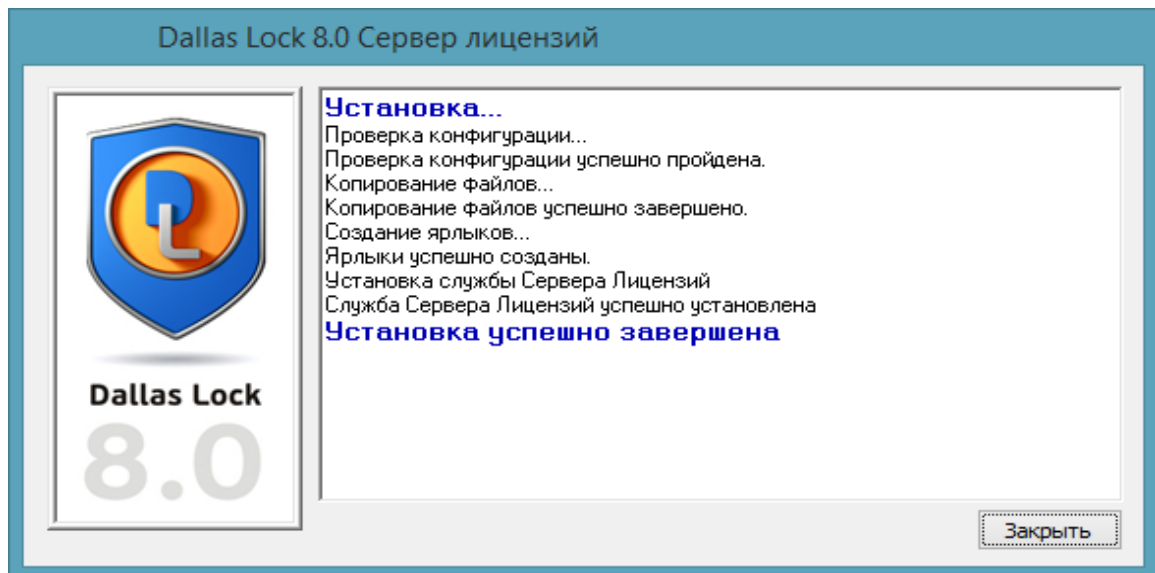 Dallas Lock 8.0 Сервер лицензий
Установка...
Проверка конфигурации...
Проверка конфигурации успешно пройдена.
Копирование файлов...
Копирование файлов успешно завершено.
Создание ярлыков...
Ярлыки успешно созданы.
Установка службы Сервера Лицензий
Служба Сервера Лицензий успешно установлена
Установка успешно завершена
DL
Dallas Lock
8.0
Закрыть